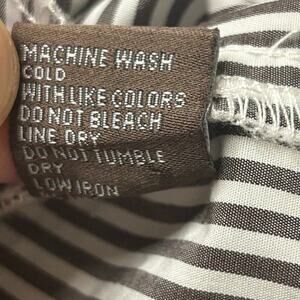 MACHINE WASH
COLD
WITH LIKE COLORS
DO NOT BLEACH
LINE DRY
DO NOT TUMBLE
DRY
LOW IRON